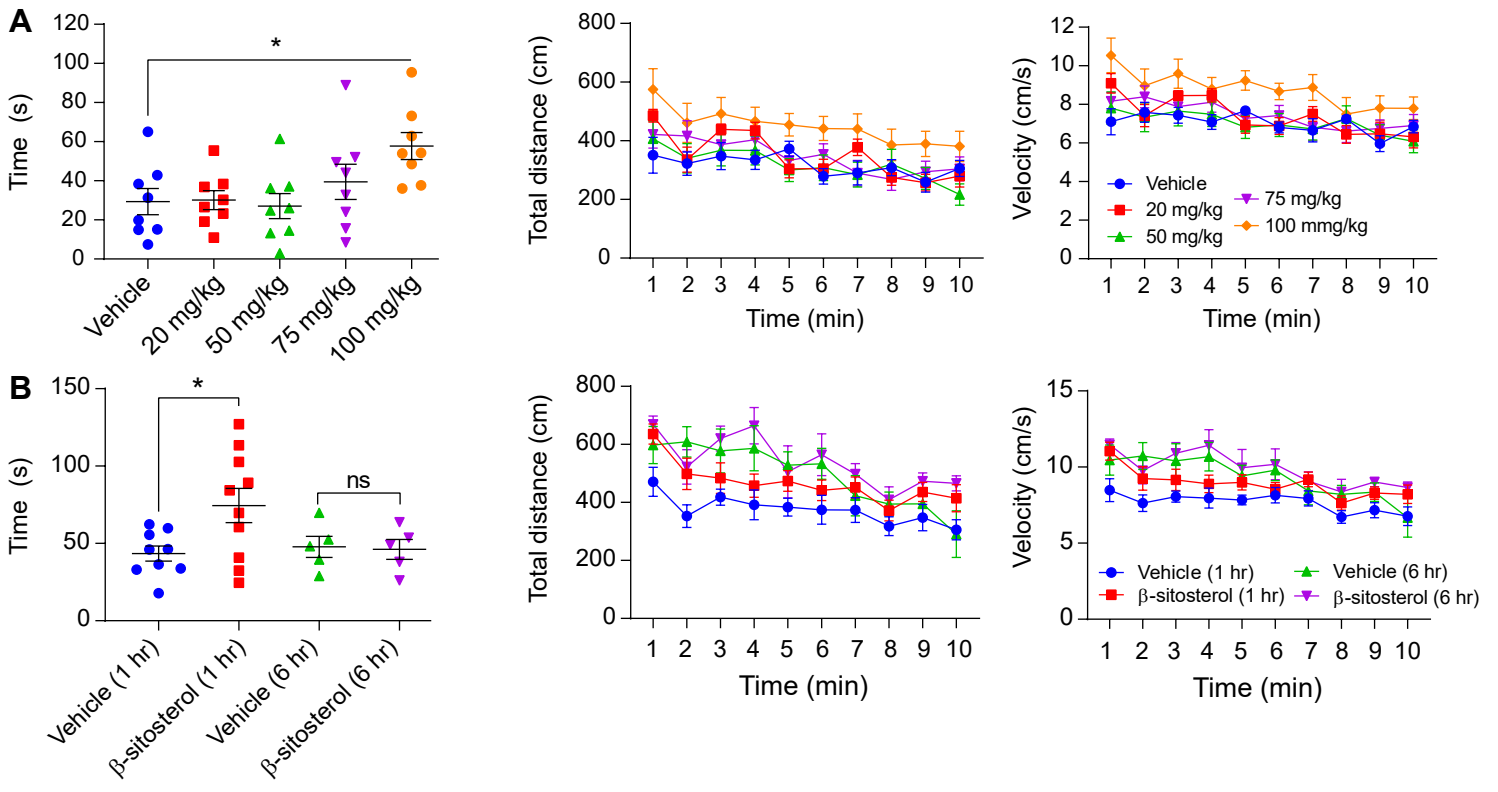 A
120
100
80
60
40
20
0
Time (s)
*
Vehicle
20 mg/kg
50 mg/kg
75 mg/kg
100 mg/kg
800
600
400
200
0
Total distance (cm)
1 2 3 4 5 6 7 8 9 10
Time (min)
12
10
8
6
4
2
0
Velocity (cm/s)
Vehicle
20 mg/kg
50 mg/kg
75 mg/kg
100 mmg/kg
1 2 3 4 5 6 7 8 9 10
Time (min)
B
150
100
50
0
Time (s)
*
ns
Vehicle (1 hr)
β-sitosterol (1 hr)
Vehicle (6 hr)
β-sitosterol (6 hr)
800
600
400
200
0
Total distance (cm)
1 2 3 4 5 6 7 8 9 10
Time (min)
15
10
5
0
Velocity (cm/s)
Vehicle (1 hr)
β-sitosterol (1 hr)
Vehicle (6 hr)
β-sitosterol (6 hr)
1 2 3 4 5 6 7 8 9 10
Time (min)